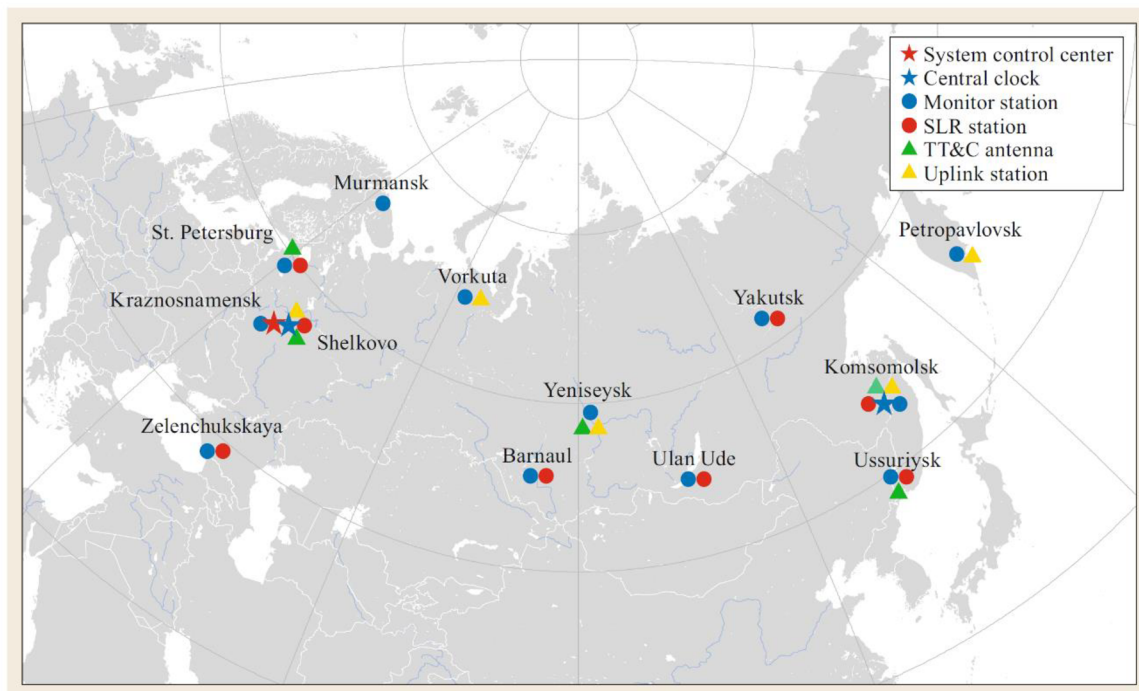 System control center
Central clock
Monitor station
SLR station
TT&C antenna
Uplink station
Murmansk
St. Petersburg
Petropavlovsk
Vorkuta
Kraznosnamensk
Yakutsk
Shelkovo
Komsomolsk
Yeniseysk
Zelenchukskaya
Barnaul
Ulan Ude
Ussuriysk